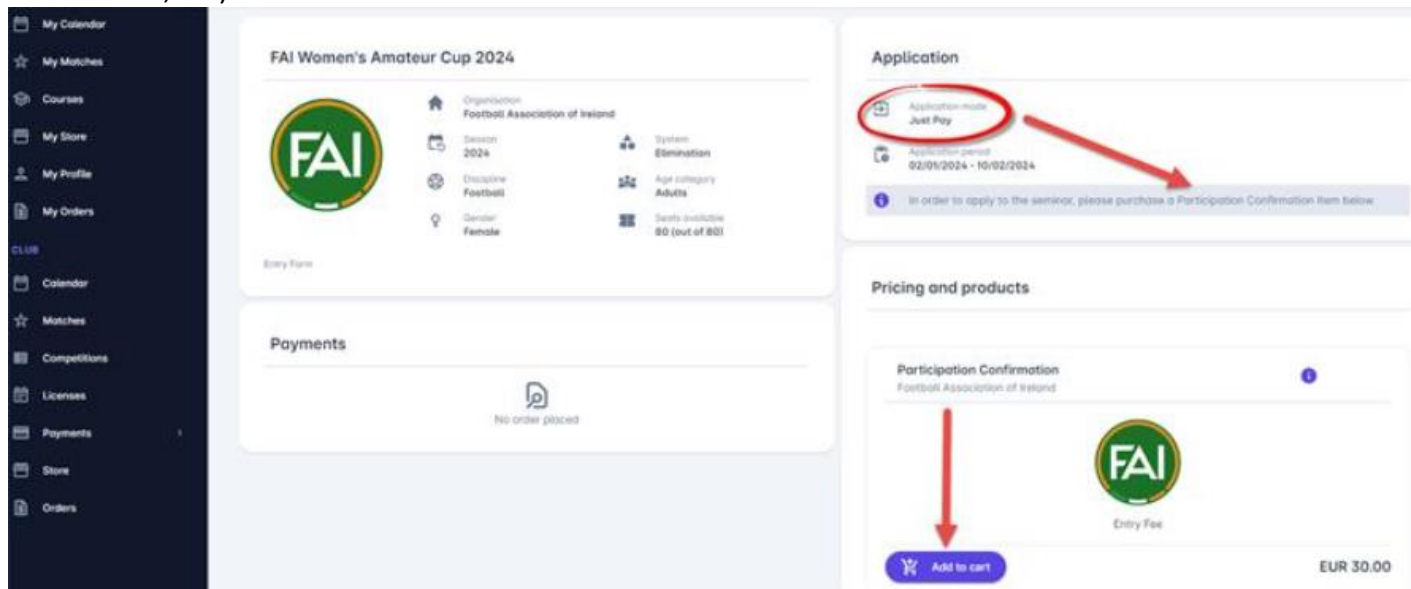 My Calendar
My Matches
Courses
My Store
My Profile
My Orders
CLUB
Calendar
Matches
Competitions
Licenses
Payments
Store
Orders
FAI Women's Amateur Cup 2024
FAI
Organisation
Football Association of Ireland
Season
2024
System
Elimination
Discipline
Football
Age category
Adults
Gender
Female
Seats available
80 (out of 80)
Entry Form
Payments
No order placed
Application
Application mode
Just Pay
Application period
02/01/2024 - 10/02/2024
In order to apply to the seminar, please purchase a Participation Confirmation item below
Pricing and products
Participation Confirmation
Football Association of Ireland
FAI
Entry Fee
Add to cart
EUR 30.00